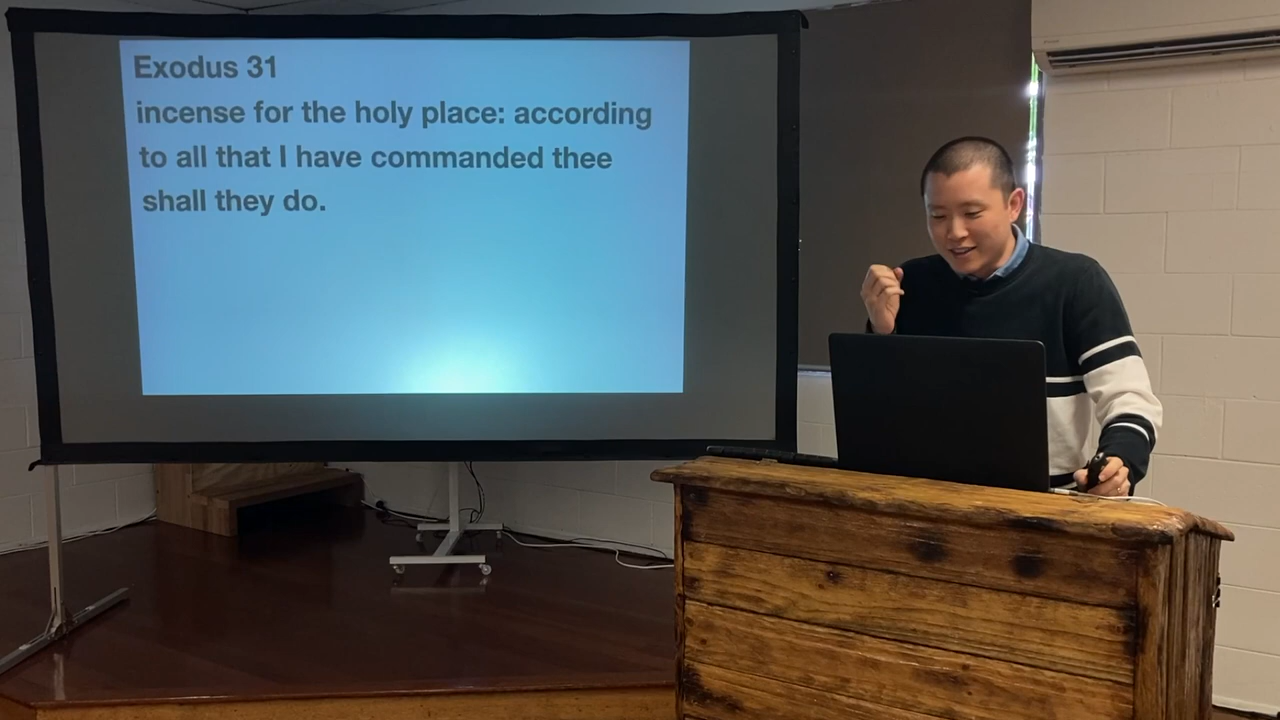 Exodus 31
incense for the holy place: according
to all that I have commanded thee
shall they do.